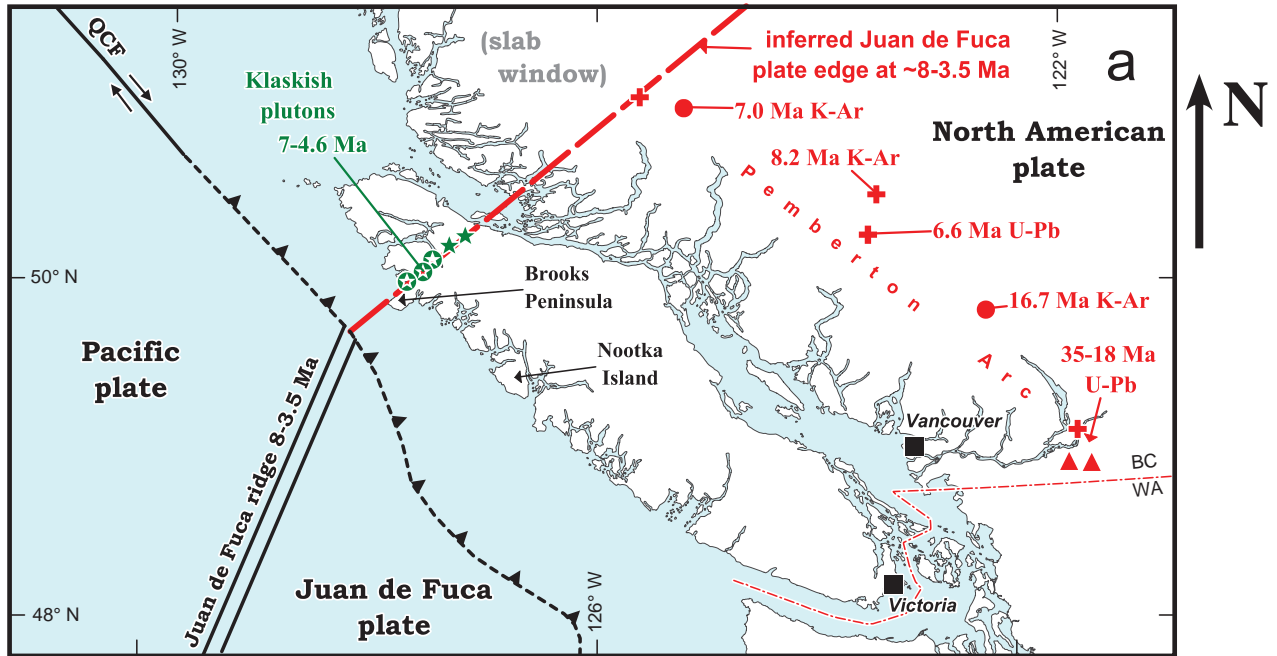 QCF
130° W
(slab
window)
inferred Juan de Fuca
plate edge at ~8-3.5 Ma
122° W
a
N
Klaskish
plutons
7-4.6 Ma
7.0 Ma K-Ar
North American
plate
8.2 Ma K-Ar
Pemberton
6.6 Ma U-Pb
50° N
Brooks
Peninsula
16.7 Ma K-Ar
Pacific
plate
Nootka
Island
Arc
35-18 Ma
U-Pb
Juan de Fuca ridge 8-3.5 Ma
Vancouver
BC
WA
Juan de Fuca
plate
126° W
48° N
Victoria